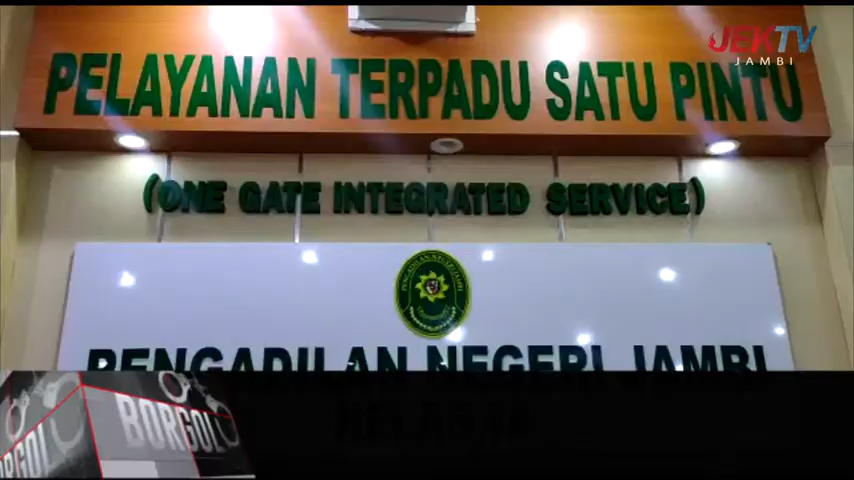 JEKTV
JAMBI
PELAYANAN TERPADU SATU PINTU
(ONE GATE INTEGRATED SERVICE)
PENGADILAN NEGERI JAMBI
BORGOL